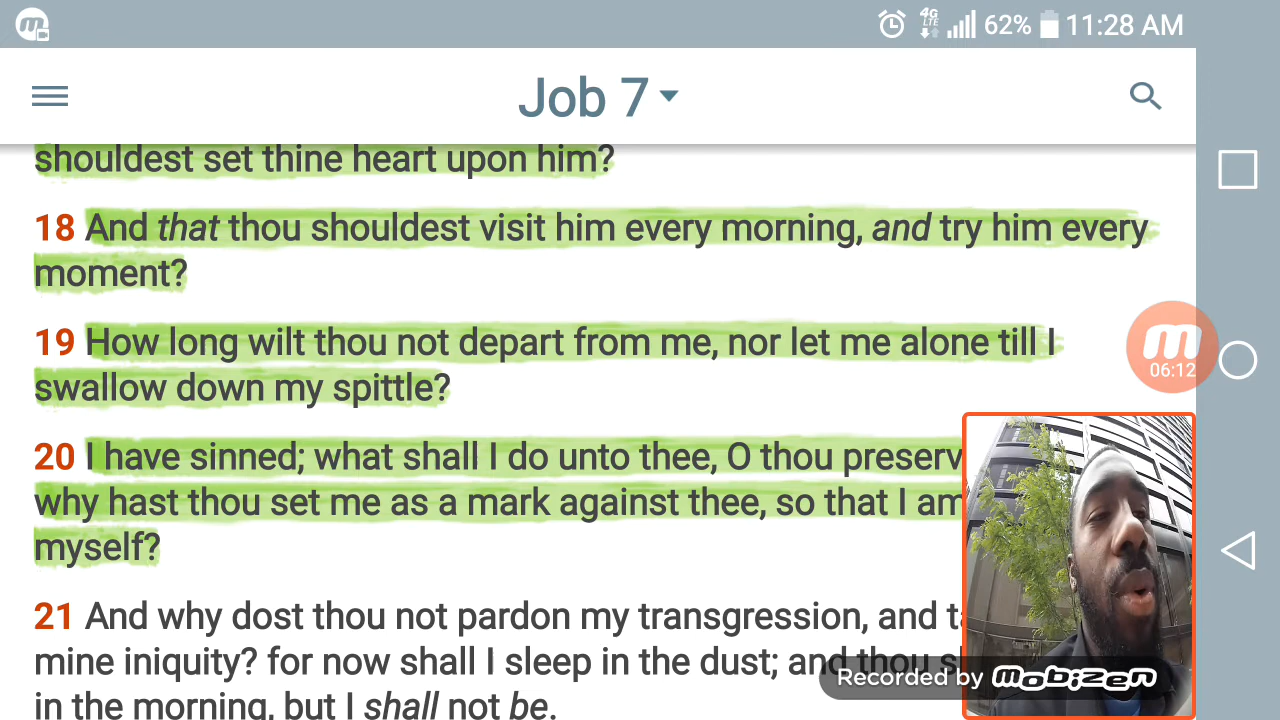 4G
LTE
62%
11:28 AM
Job 7
shouldest set thine heart upon him?
18 And that thou shouldest visit him every morning, and try him every
moment?
19 How long wilt thou not depart from me, nor let me alone till I
swallow down my spittle?
20 I have sinned; what shall I do unto thee, O thou preserv
why hast thou set me as a mark against thee, so that I am
myself?
21 And why dost thou not pardon my transgression, and
mine iniquity? for now shall I sleep in the dust; and thou
in the morning, but I shall not be.
m
06:12
Recorded by mobizen